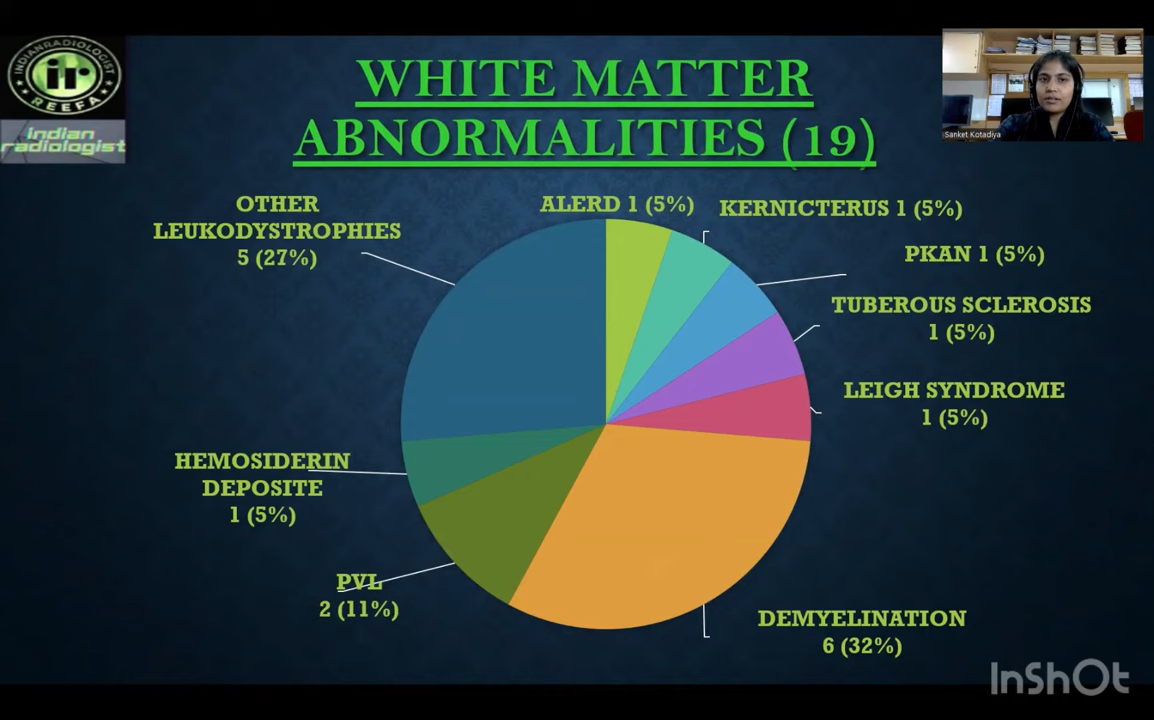 INDIANRADIOLOGIST
ir
REEFA
indian
radiologist
WHITE MATTER
ABNORMALITIES (19)
Sanket Kotadiya
OTHER
LEUKODYSTROPHIES
5 (27%)
ALERD 1 (5%)
KERNICTERUS 1 (5%)
PKAN 1 (5%)
TUBEROUS SCLEROSIS
1 (5%)
LEIGH SYNDROME
1 (5%)
HEMOSIDERIN
DEPOSITE
1 (5%)
PVL
2 (11%)
DEMYELINATION
6 (32%)
InShOt